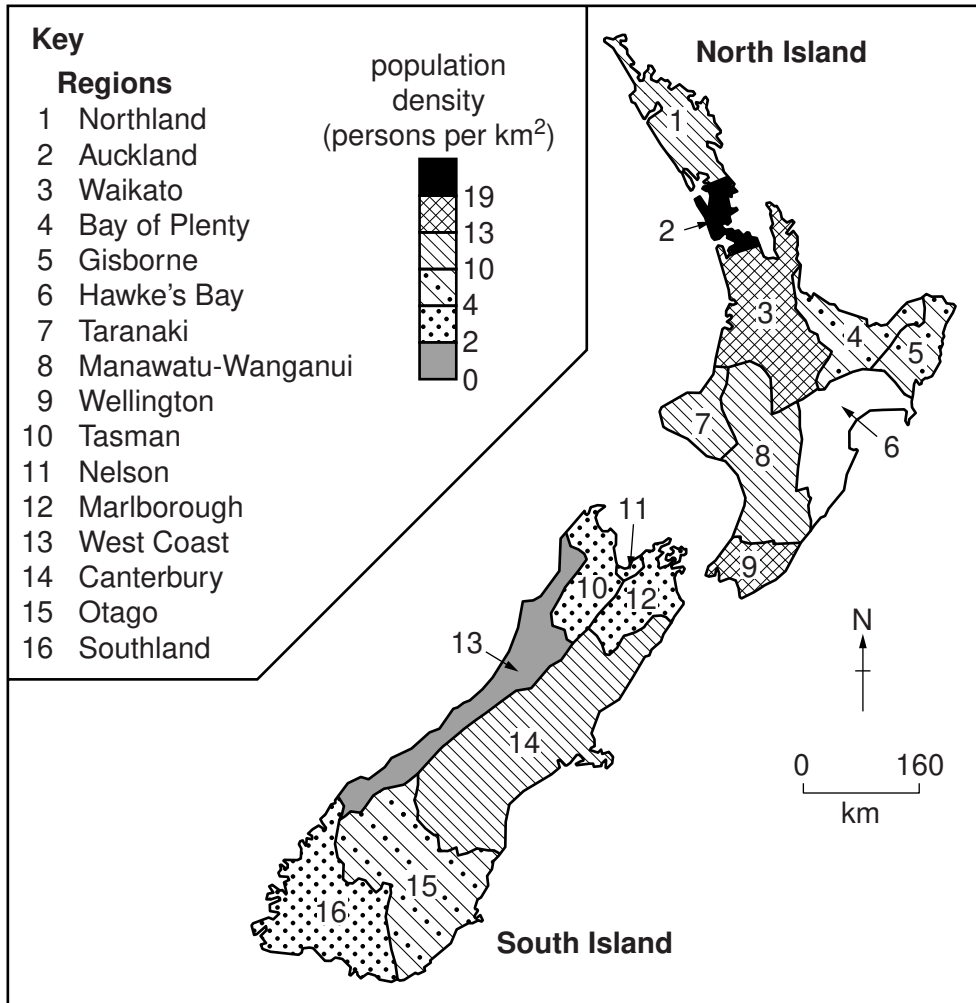 Key
Regions
1 Northland
2 Auckland
3 Waikato
4 Bay of Plenty
5 Gisborne
6 Hawke's Bay
7 Taranaki
8 Manawatu-Wanganui
9 Wellington
10 Tasman
11 Nelson
12 Marlborough
13 West Coast
14 Canterbury
15 Otago
16 Southland
population
density
(persons per km²)
19
13
10
4
2
0
North Island
1
2
3
4
5
6
7
8
9
11
10
12
13
14
15
16
South Island
N
0 160
km